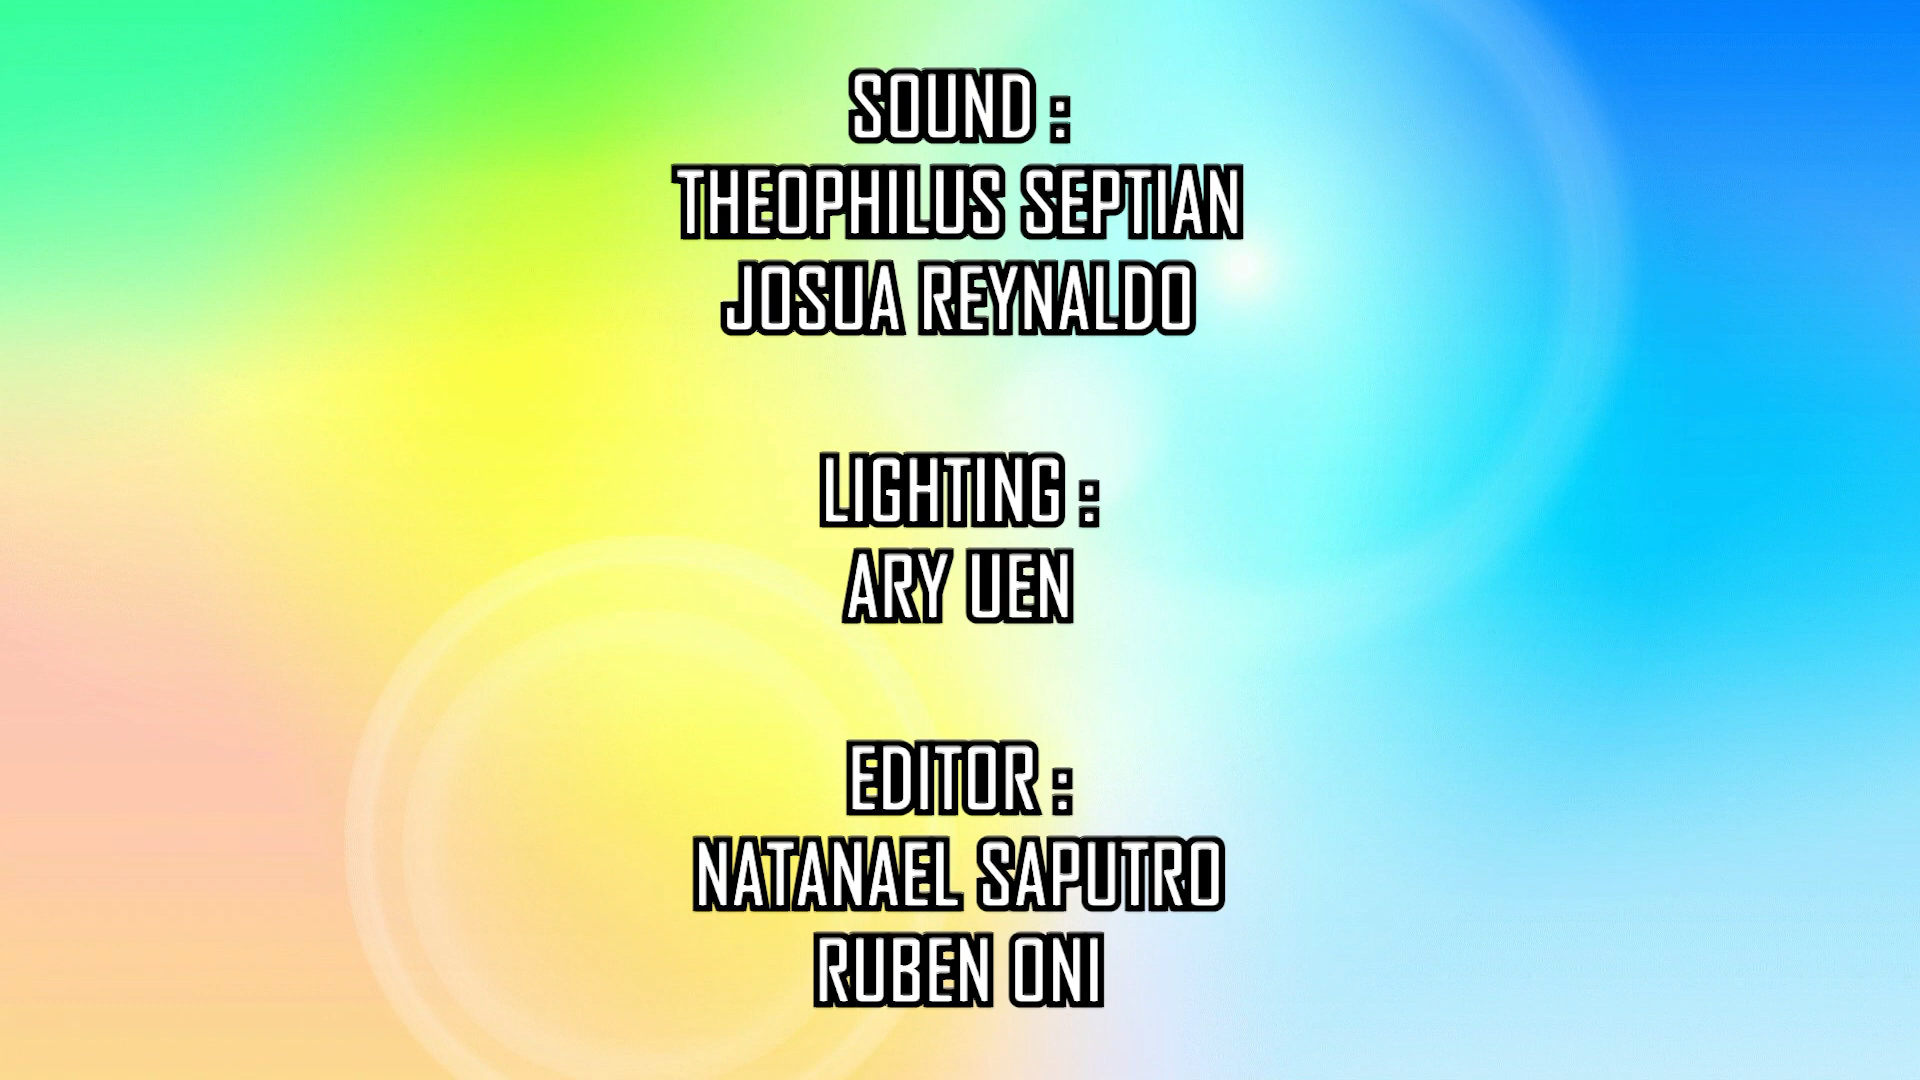 SOUND :
THEOPHILUS SEPTIAN
JOSUA REYNALDO
LIGHTING :
ARY UEN
EDITOR :
NATANAEL SAPUTRO
RUBEN ONI